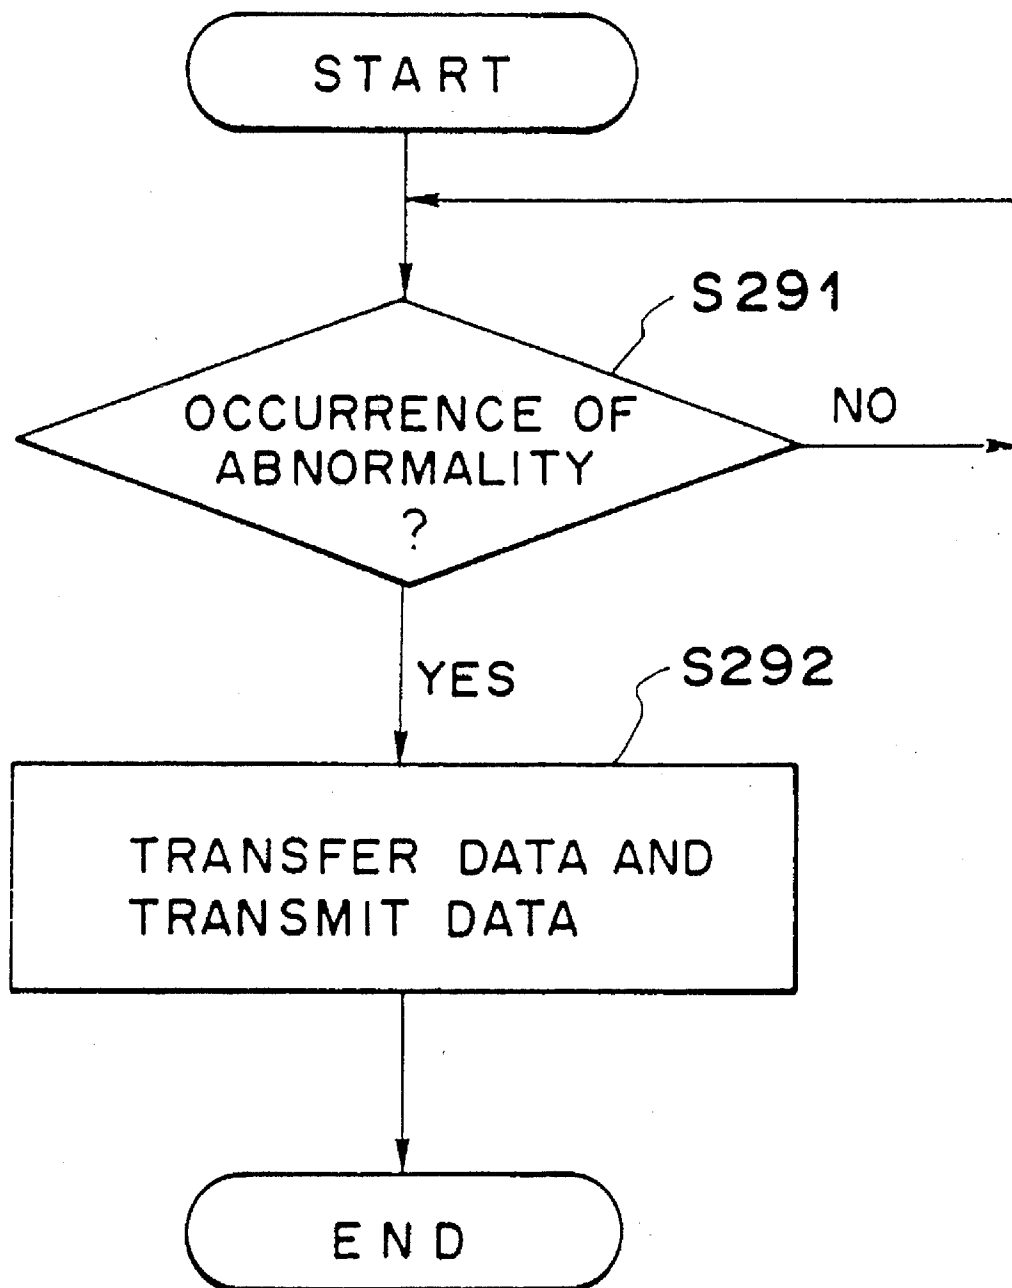 START
S291
OCCURRENCE OF
ABNORMALITY
?
NO
YES
S292
TRANSFER DATA AND
TRANSMIT DATA
END